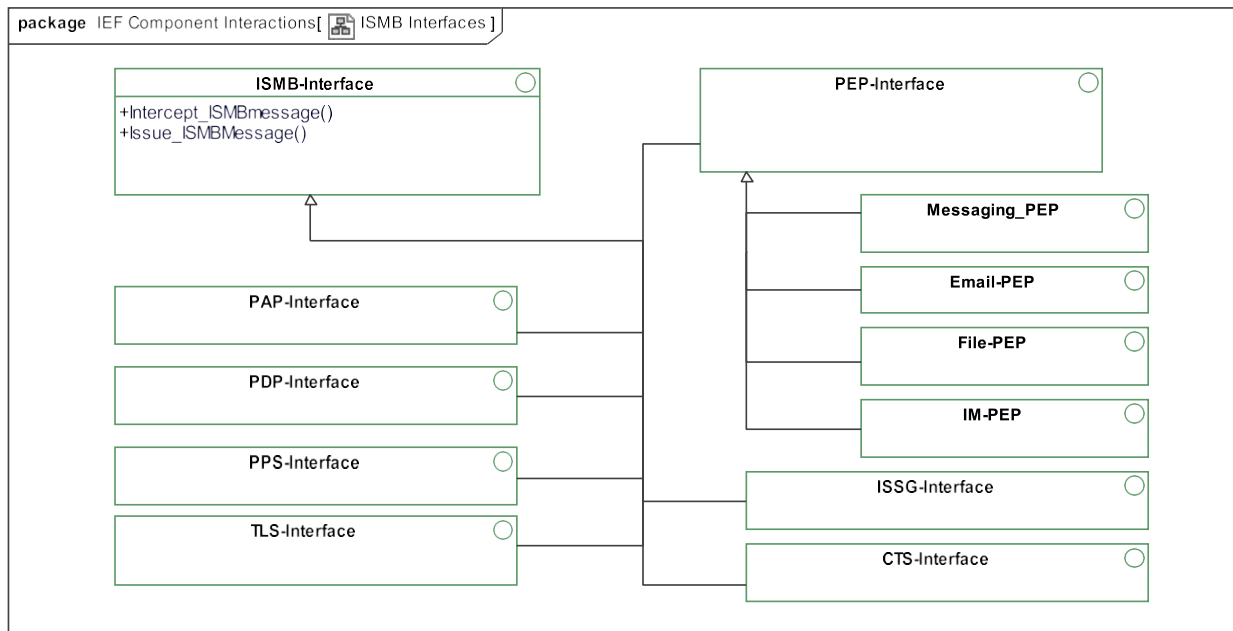 package IEF Component Interactions[ ISMB Interfaces ]
ISMB-Interface
+Intercept_ISMBmessage()
+Issue_ISMBMessage()
PEP-Interface
Messaging_PEP
Email-PEP
File-PEP
IM-PEP
PAP-Interface
PDP-Interface
PPS-Interface
TLS-Interface
ISSG-Interface
CTS-Interface